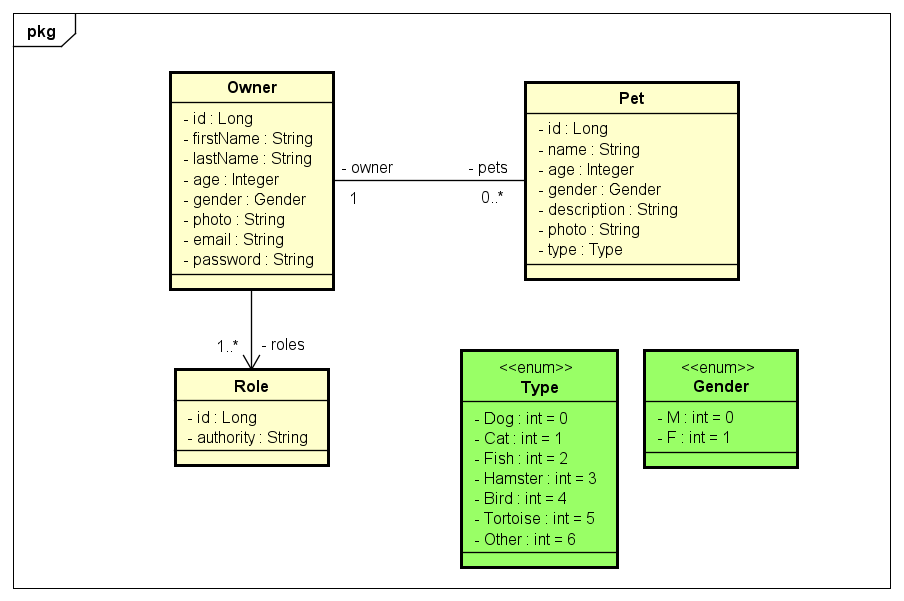 pkg
Owner
- id : Long
- firstName : String
- lastName : String
- age : Integer
- gender : Gender
- photo : String
- email : String
- password : String
- owner
1
- pets
0..*
Pet
- id : Long
- name : String
- age : Integer
- gender : Gender
- description : String
- photo : String
- type : Type
1..*
- roles
Role
- id : Long
- authority : String
<<enum>>
Type
- Dog : int = 0
- Cat : int = 1
- Fish : int = 2
- Hamster : int = 3
- Bird : int = 4
- Tortoise : int = 5
- Other : int = 6
<<enum>>
Gender
- M : int = 0
- F : int = 1